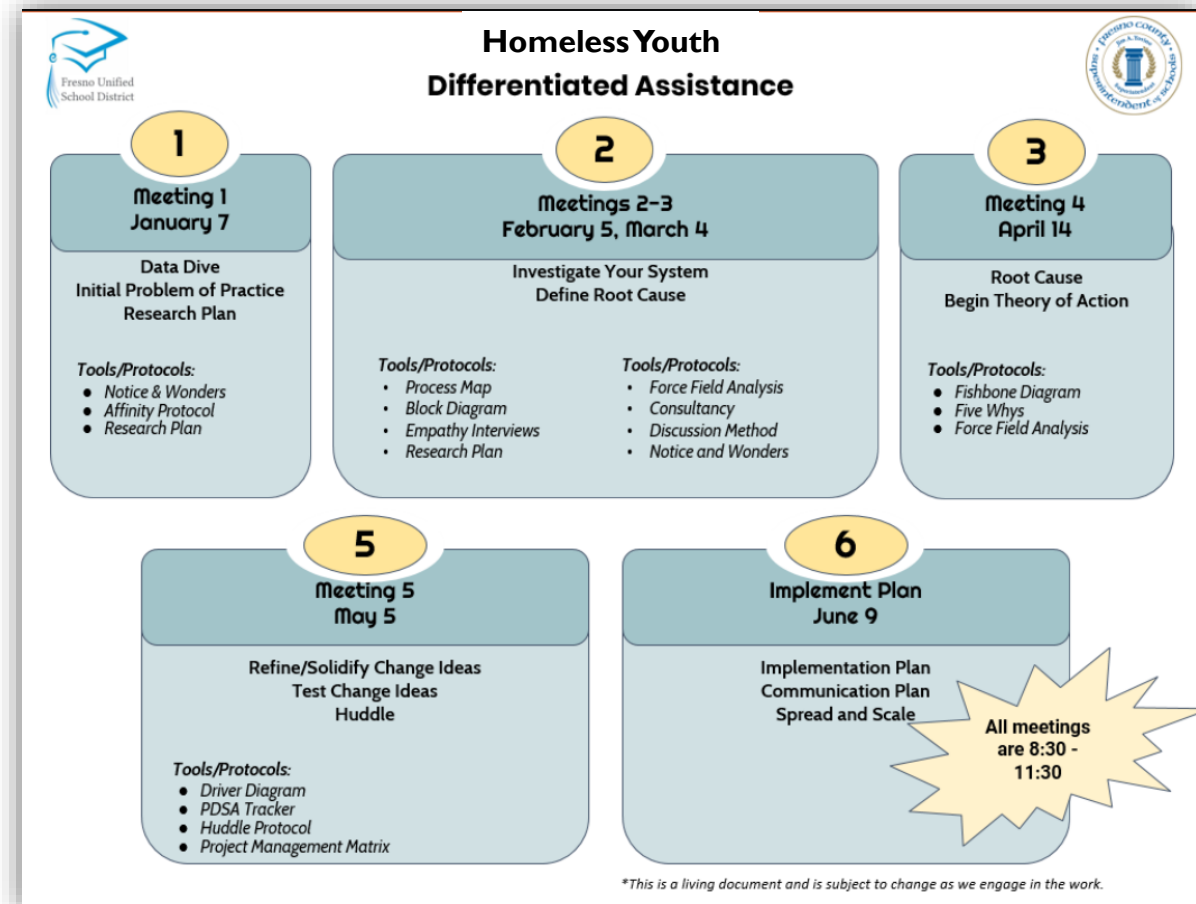 Fresno Unified
School District
Homeless Youth
Differentiated Assistance
Fresno County
Superintendent of Schools
1
Meeting 1
January 7
Data Dive
Initial Problem of Practice
Research Plan
Tools/Protocols:
● Notice & Wonders
● Affinity Protocol
● Research Plan
2
Meetings 2-3
February 5, March 4
Investigate Your System
Define Root Cause
Tools/Protocols:
• Process Map
• Block Diagram
• Empathy Interviews
• Research Plan
Tools/Protocols:
• Force Field Analysis
• Consultancy
• Discussion Method
• Notice and Wonders
3
Meeting 4
April 14
Root Cause
Begin Theory of Action
Tools/Protocols:
● Fishbone Diagram
● Five Whys
● Force Field Analysis
5
Meeting 5
May 5
Refine/Solidify Change Ideas
Test Change Ideas
Huddle
Tools/Protocols:
● Driver Diagram
● PDSA Tracker
● Huddle Protocol
● Project Management Matrix
6
Implement Plan
June 9
Implementation Plan
Communication Plan
Spread and Scale
All meetings
are 8:30 -
11:30
*This is a living document and is subject to change as we engage in the work.